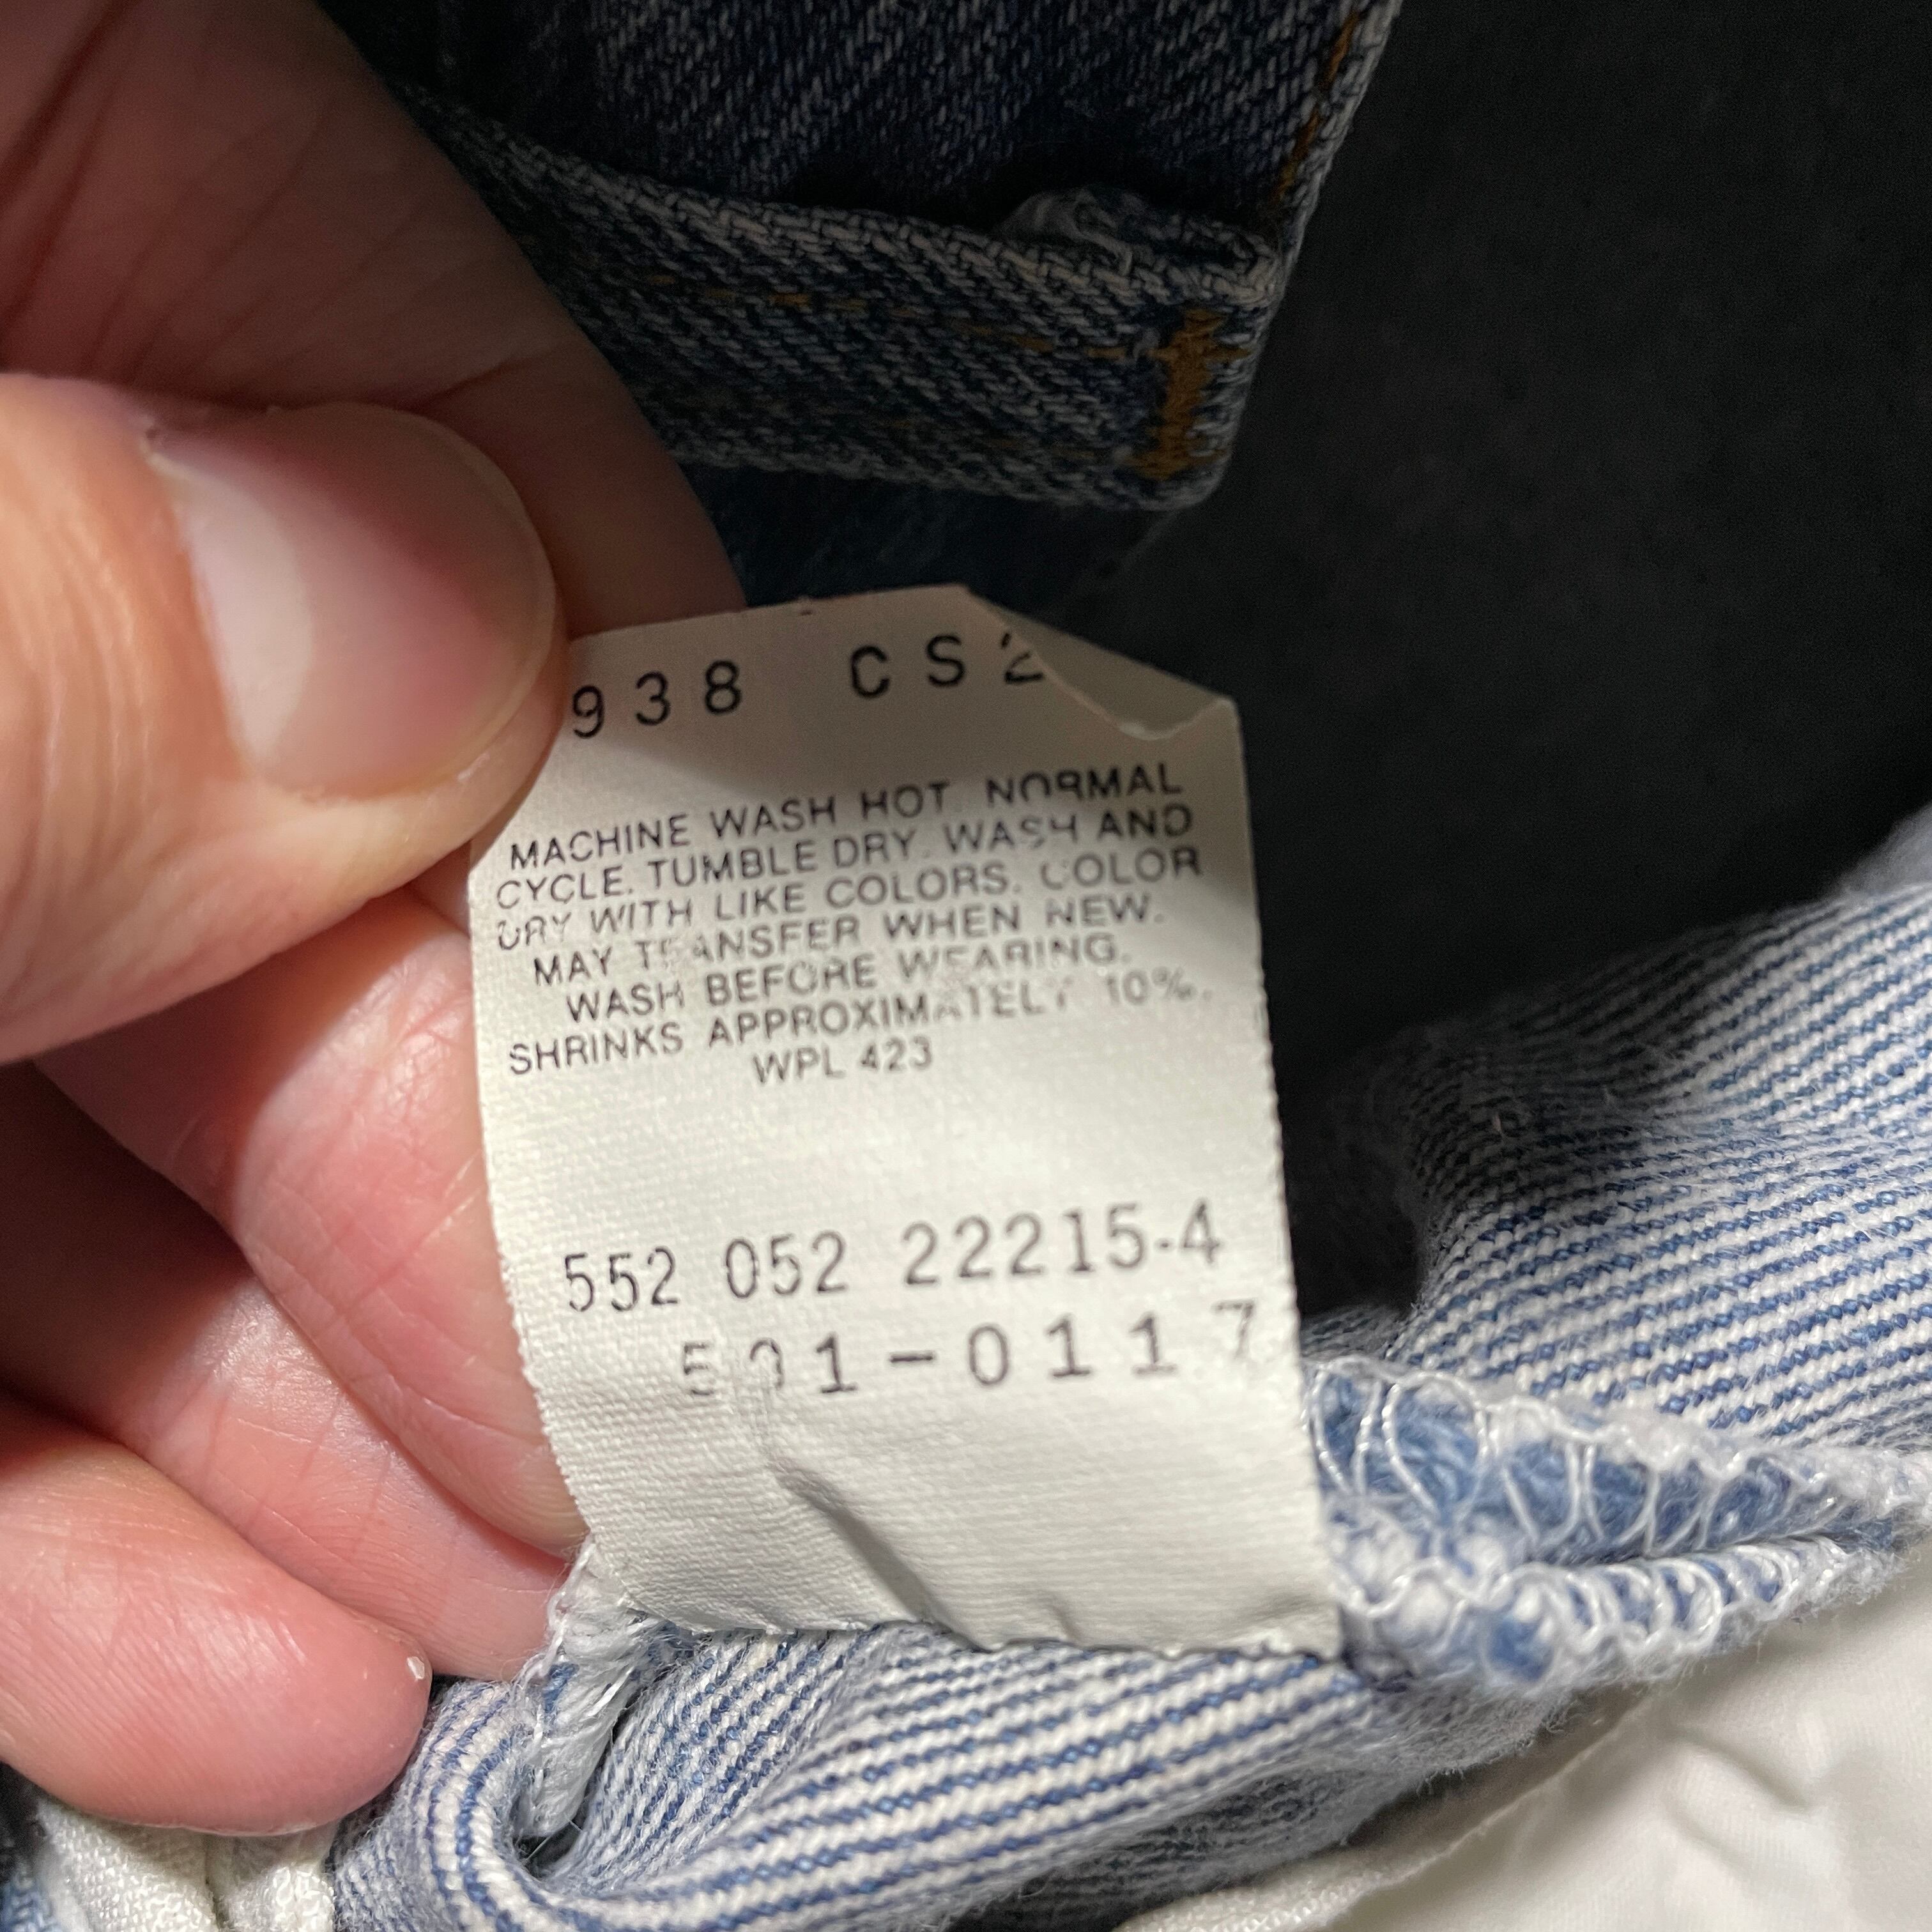 938 CS2
MACHINE WASH HOT NORMAL
CYCLE. TUMBLE DRY. WASH AND
DRY WITH LIKE COLORS. COLOR
MAY TRANSFER WHEN NEW.
WASH BEFORE WEARING.
SHRINKS APPROXIMATELY 10%.
WPL 423
552 052 22215-4
501-0117